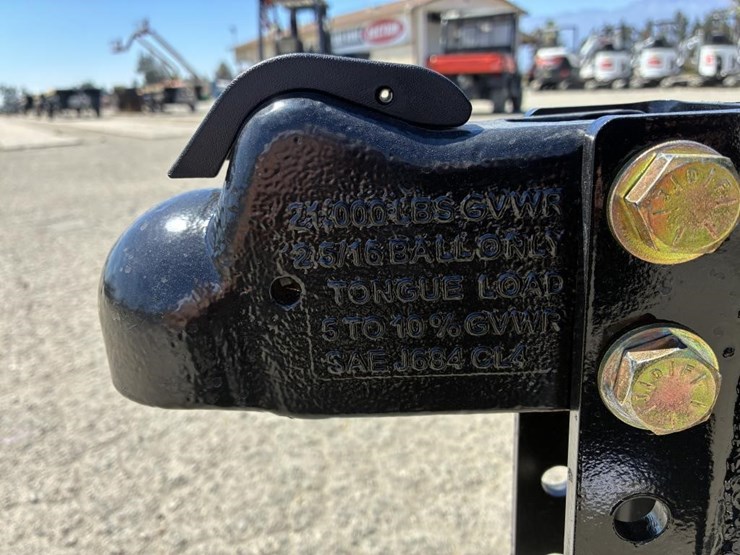 21,000 LBS GVWR
2 5/16 BALL ONLY
TONGUE LOAD
5 TO 10 % GVWR
SAE J684 CL4